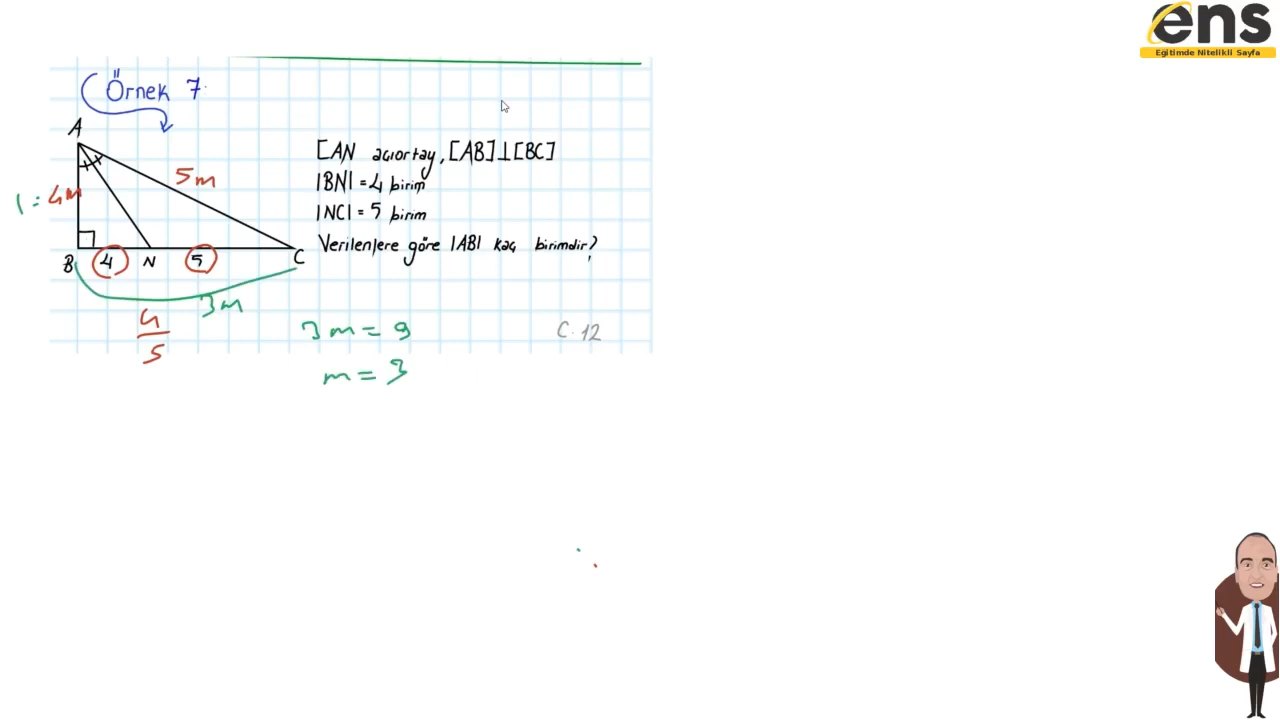 ens
Eğitimde Nitelikli Sayfa
Örnek 7
A
[AN açıortay, [AB]⊥[BC]
|BN| = 4 birim
|NC| = 5 birim
Verilenlere göre |AB| kaç birimdir?
5m
1 = 4m
B 4 N 5 C
3m
4/5
3m = 9
m = 3
C. 12